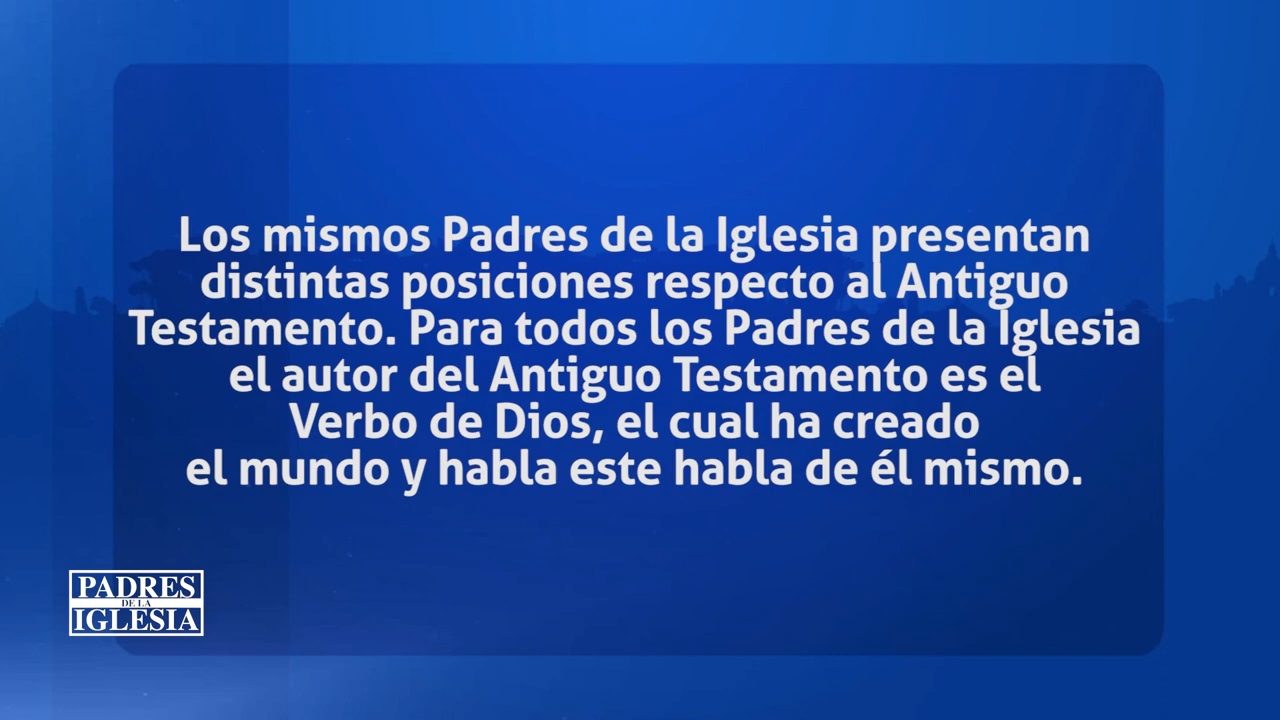 Los mismos Padres de la Iglesia presentan
distintas posiciones respecto al Antiguo
Testamento. Para todos los Padres de la Iglesia
el autor del Antiguo Testamento es el
Verbo de Dios, el cual ha creado
el mundo y habla este habla de él mismo.
PADRES
DE LA
IGLESIA